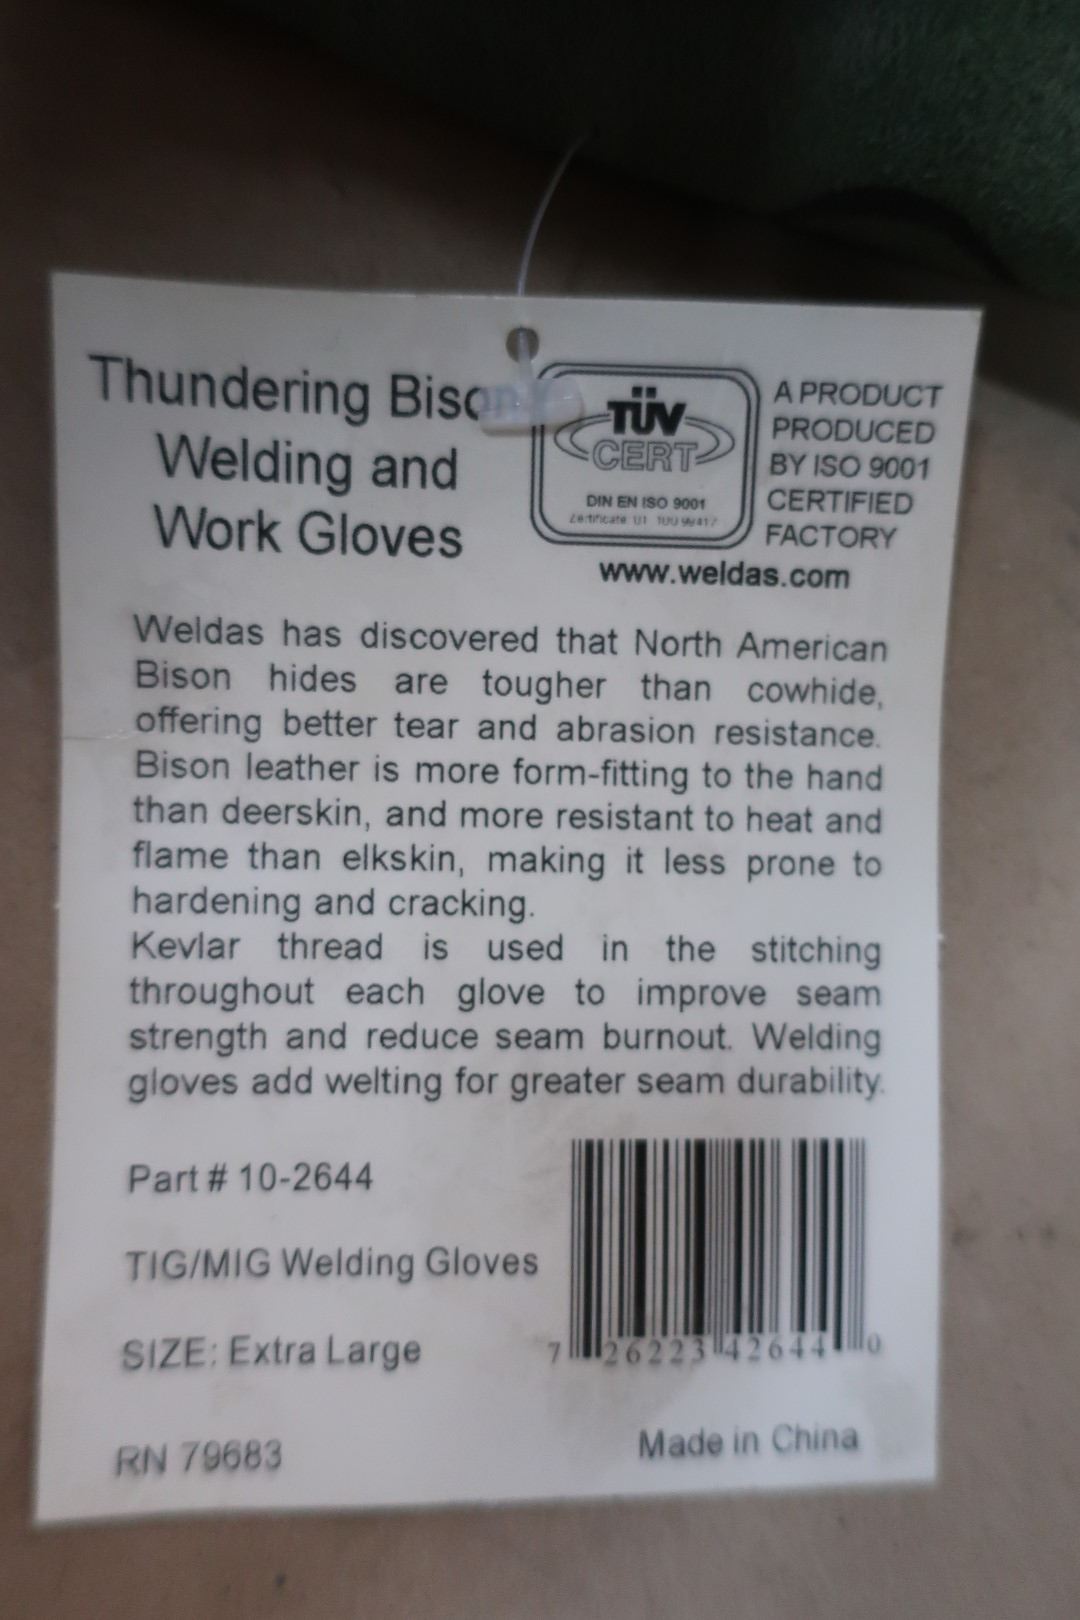 Thundering Bison
Welding and
Work Gloves
TÜV
CERT
DIN EN ISO 9001
A PRODUCT
PRODUCED
BY ISO 9001
CERTIFIED
FACTORY
www.weldas.com
Weldas has discovered that North American
Bison hides are tougher than cowhide,
offering better tear and abrasion resistance.
Bison leather is more form-fitting to the hand
than deerskin, and more resistant to heat and
flame than elkskin, making it less prone to
hardening and cracking.
Kevlar thread is used in the stitching
throughout each glove to improve seam
strength and reduce seam burnout. Welding
gloves add welting for greater seam durability.
Part # 10-2644
TIG/MIG Welding Gloves
SIZE: Extra Large
7 26223 42644 0
RN 79683
Made in China